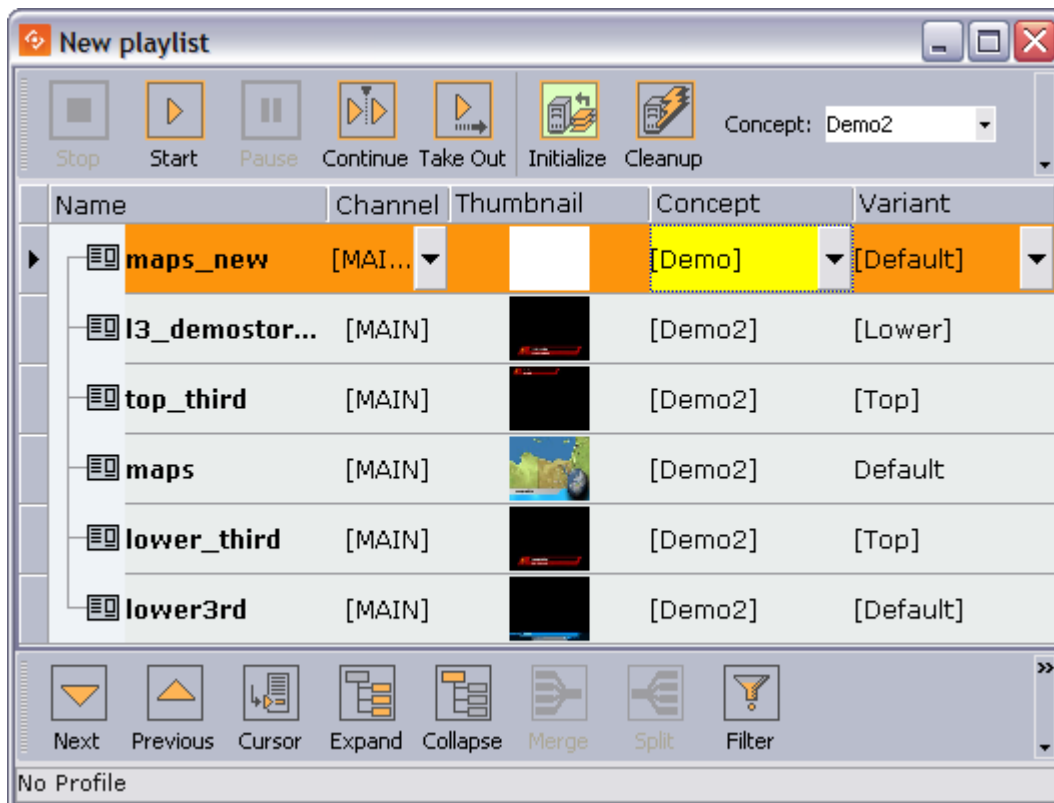 New playlist
Stop Start Pause Continue Take Out Initialize Cleanup Concept: Demo2
Name Channel Thumbnail Concept Variant
maps_new [MAI... [Demo] [Default]
l3_demostor... [MAIN] [Demo2] [Lower]
top_third [MAIN] [Demo2] [Top]
maps [MAIN] [Demo2] Default
lower_third [MAIN] [Demo2] [Top]
lower3rd [MAIN] [Demo2] [Default]
Next Previous Cursor Expand Collapse Merge Split Filter
No Profile